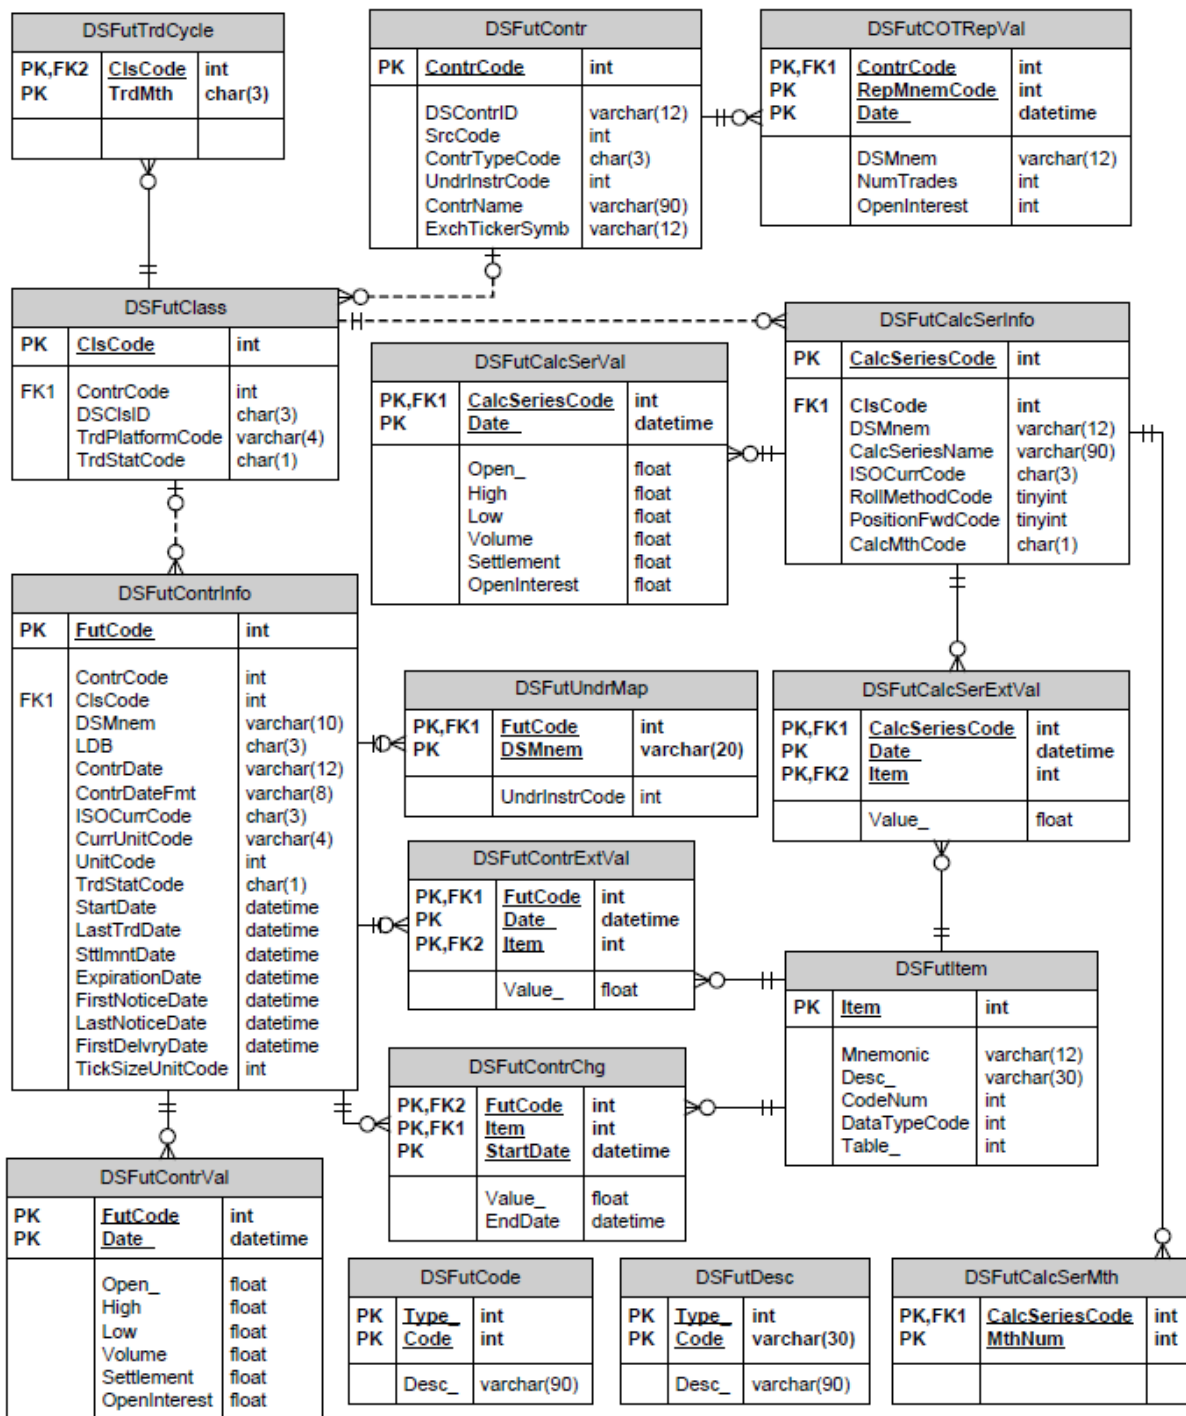 DSFutTrdCycle
PK,FK2 ClsCode int
PK TrdMth char(3)
DSFutContr
PK ContrCode int
DSContrID varchar(12)
SrcCode int
ContrTypeCode char(3)
UndrInstrCode int
ContrName varchar(90)
ExchTickerSymb varchar(12)
DSFutCOTRepVal
PK,FK1 ContrCode int
PK RepMnemCode int
PK Date_ datetime
DSMnem varchar(12)
NumTrades int
OpenInterest int
DSFutClass
PK ClsCode int
FK1 ContrCode int
DSClsID char(3)
TrdPlatformCode varchar(4)
TrdStatCode char(1)
DSFutCalcSerVal
PK,FK1 CalcSeriesCode int
PK Date_ datetime
Open_ float
High float
Low float
Volume float
Settlement float
OpenInterest float
DSFutCalcSerInfo
PK CalcSeriesCode int
FK1 ClsCode int
DSMnem varchar(12)
CalcSeriesName varchar(90)
ISOCurrCode char(3)
RollMethodCode tinyint
PositionFwdCode tinyint
CalcMthCode char(1)
DSFutContrInfo
PK FutCode int
ContrCode int
FK1 ClsCode int
DSMnem varchar(10)
LDB char(3)
ContrDate varchar(12)
ContrDateFmt varchar(8)
ISOCurrCode char(3)
CurrUnitCode varchar(4)
UnitCode int
TrdStatCode char(1)
StartDate datetime
LastTrdDate datetime
SttlmntDate datetime
ExpirationDate datetime
FirstNoticeDate datetime
LastNoticeDate datetime
FirstDelvryDate datetime
TickSizeUnitCode int
DSFutUndrMap
PK,FK1 FutCode int
PK DSMnem varchar(20)
UndrInstrCode int
DSFutCalcSerExtVal
PK,FK1 CalcSeriesCode int
PK Date_ datetime
PK,FK2 Item int
Value_ float
DSFutContrExtVal
PK,FK1 FutCode int
PK Date_ datetime
PK,FK2 Item int
Value_ float
DSFutItem
PK Item int
Mnemonic varchar(12)
Desc_ varchar(30)
CodeNum int
DataTypeCode int
Table_ int
DSFutContrChg
PK,FK2 FutCode int
PK,FK1 Item int
PK StartDate datetime
Value_ float
EndDate datetime
DSFutContrVal
PK FutCode int
PK Date_ datetime
Open_ float
High float
Low float
Volume float
Settlement float
OpenInterest float
DSFutCode
PK Type_ int
PK Code int
Desc_ varchar(90)
DSFutDesc
PK Type_ int
PK Code varchar(30)
Desc_ varchar(90)
DSFutCalcSerMth
PK,FK1 CalcSeriesCode int
PK MthNum int